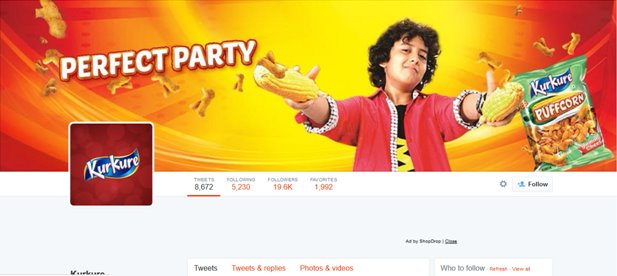 PERFECT PARTY
Kurkure
PUFFCORN
Kurkure
TWEETS FOLLOWING FOLLOWERS FAVORITES
8,672 5,230 19.6K 1,992
Follow
Ad by ShopDrop | Close
Tweets Tweets & replies Photos & videos
Who to follow · Refresh · View all
Kurkure